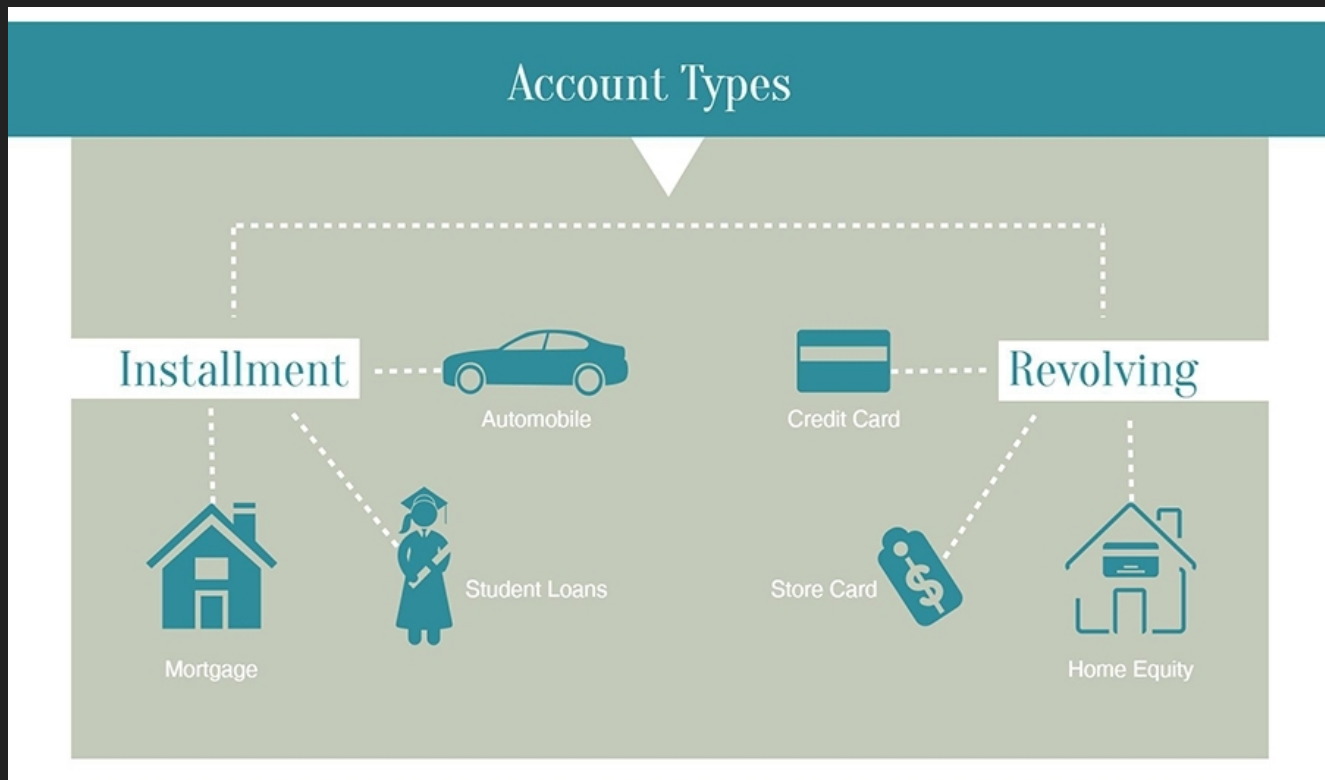 Account Types
Installment
Automobile
Credit Card
Revolving
Mortgage
Student Loans
Store Card
$
Home Equity